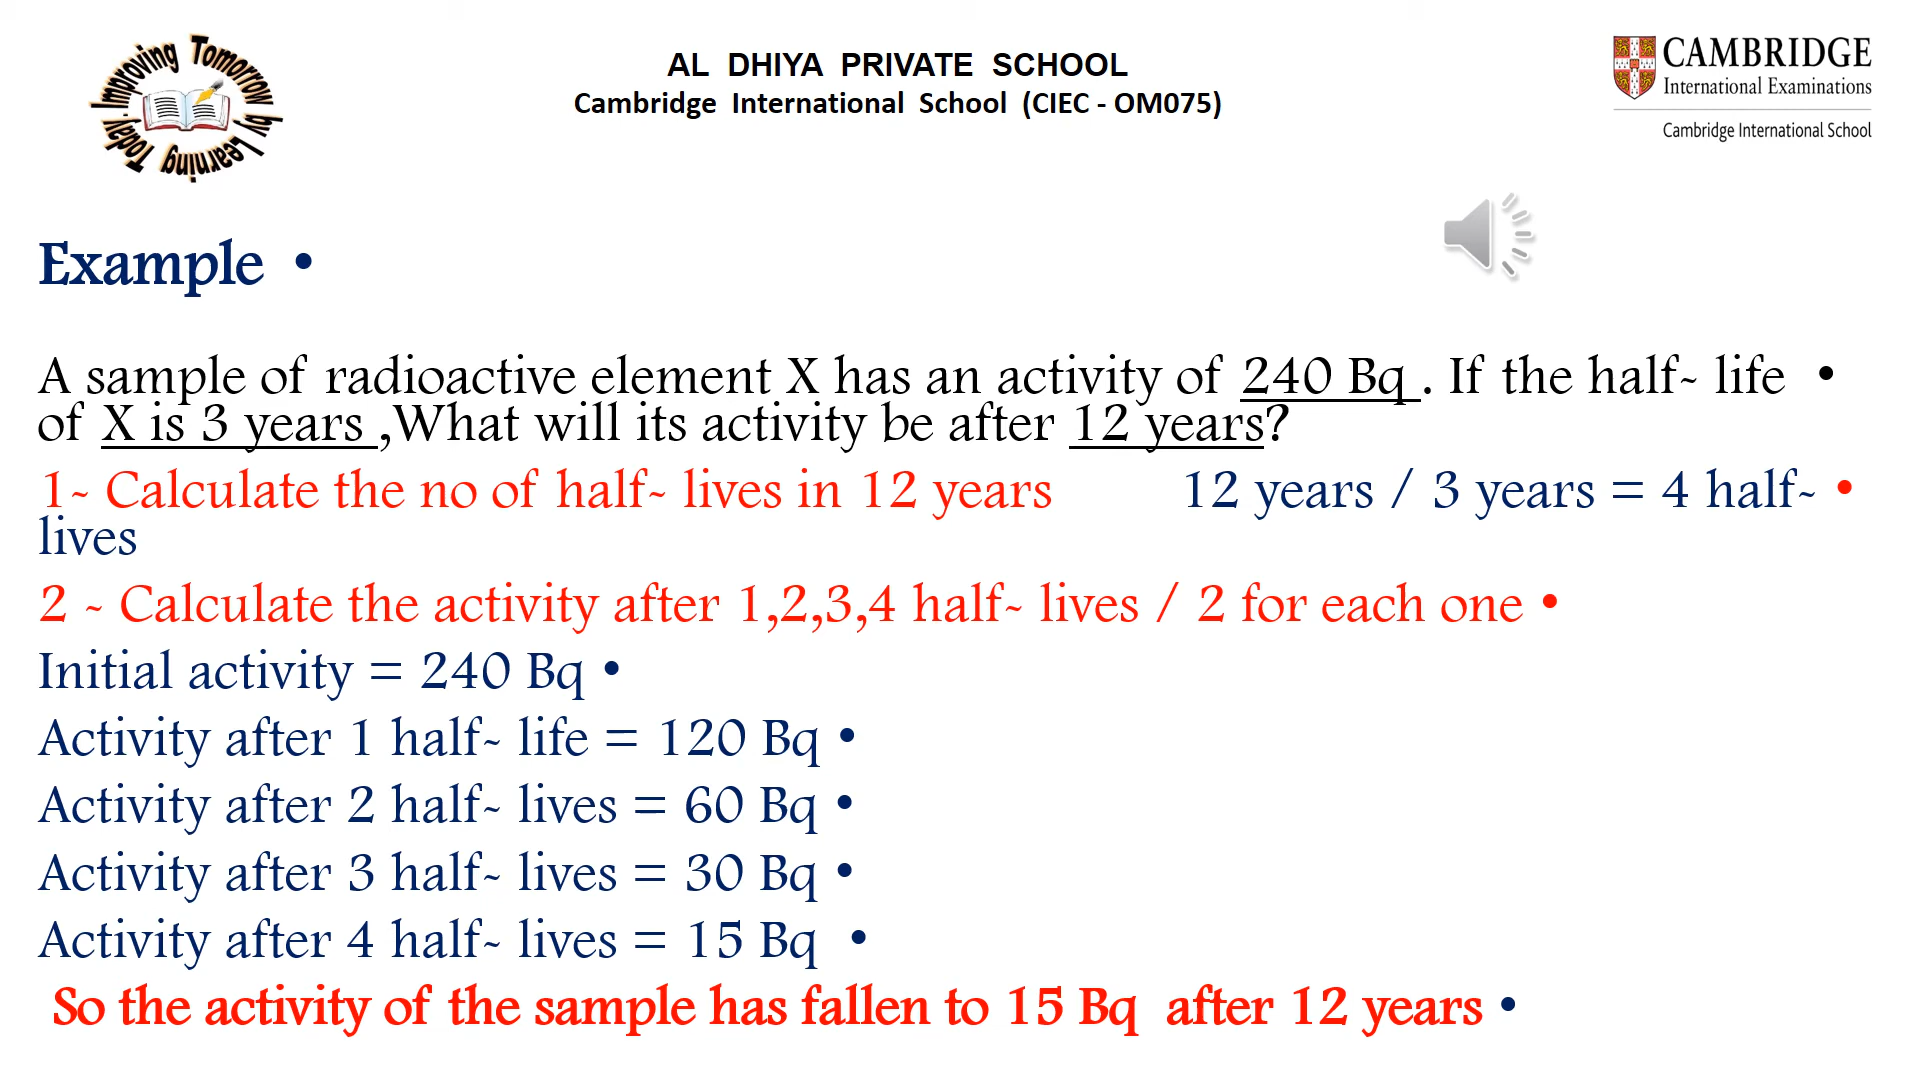 Improving Tomorrow by Learning Today.
AL DHIYA PRIVATE SCHOOL
Cambridge International School (CIEC - OM075)
CAMBRIDGE
International Examinations
Cambridge International School
Example •
A sample of radioactive element X has an activity of 240 Bq . If the half- life •
of X is 3 years ,What will its activity be after 12 years?
1- Calculate the no of half- lives in 12 years 12 years / 3 years = 4 half- •
lives
2 - Calculate the activity after 1,2,3,4 half- lives / 2 for each one •
Initial activity = 240 Bq •
Activity after 1 half- life = 120 Bq •
Activity after 2 half- lives = 60 Bq •
Activity after 3 half- lives = 30 Bq •
Activity after 4 half- lives = 15 Bq •
So the activity of the sample has fallen to 15 Bq after 12 years •